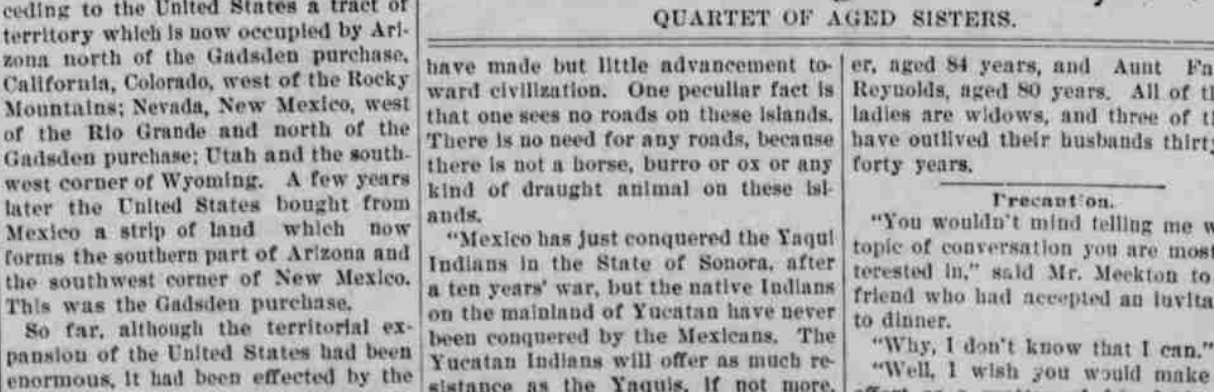 ceding to the United States a tract of
territory which is now occupied by Ari-
zona north of the Gadsden purchase,
California, Colorado, west of the Rocky
Mountains; Nevada, New Mexico, west
of the Rio Grande and north of the
Gadsden purchase; Utah and the south-
west corner of Wyoming. A few years
later the United States bought from
Mexico a strip of land which now
forms the southern part of Arizona and
the southwest corner of New Mexico.
This was the Gadsden purchase.
So far, although the territorial ex-
pansion of the United States had been
enormous, it had been effected by the
QUARTET OF AGED SISTERS.
have made but little advancement to-
ward civilization. One peculiar fact is
that one sees no roads on these islands.
There is no need for any roads, because
there is not a horse, burro or ox or any
kind of draught animal on these isl-
ands.
"Mexico has just conquered the Yaqui
Indians in the State of Sonora, after
a ten years' war, but the native Indians
on the mainland of Yucatan have never
been conquered by the Mexicans. The
Yucatan Indians will offer as much re-
sistance as the Yaquis, if not more,
er, aged 84 years, and Aunt Fa
Reynolds, aged 80 years. All of t
ladies are widows, and three of t
have outlived their husbands thirty
forty years.
Precaution.
"You wouldn't mind telling me w
topic of conversation you are most
terested in," said Mr. Meekton to
friend who had accepted an invita
to dinner.
"Why, I don't know that I can."
"Well, I wish you would make